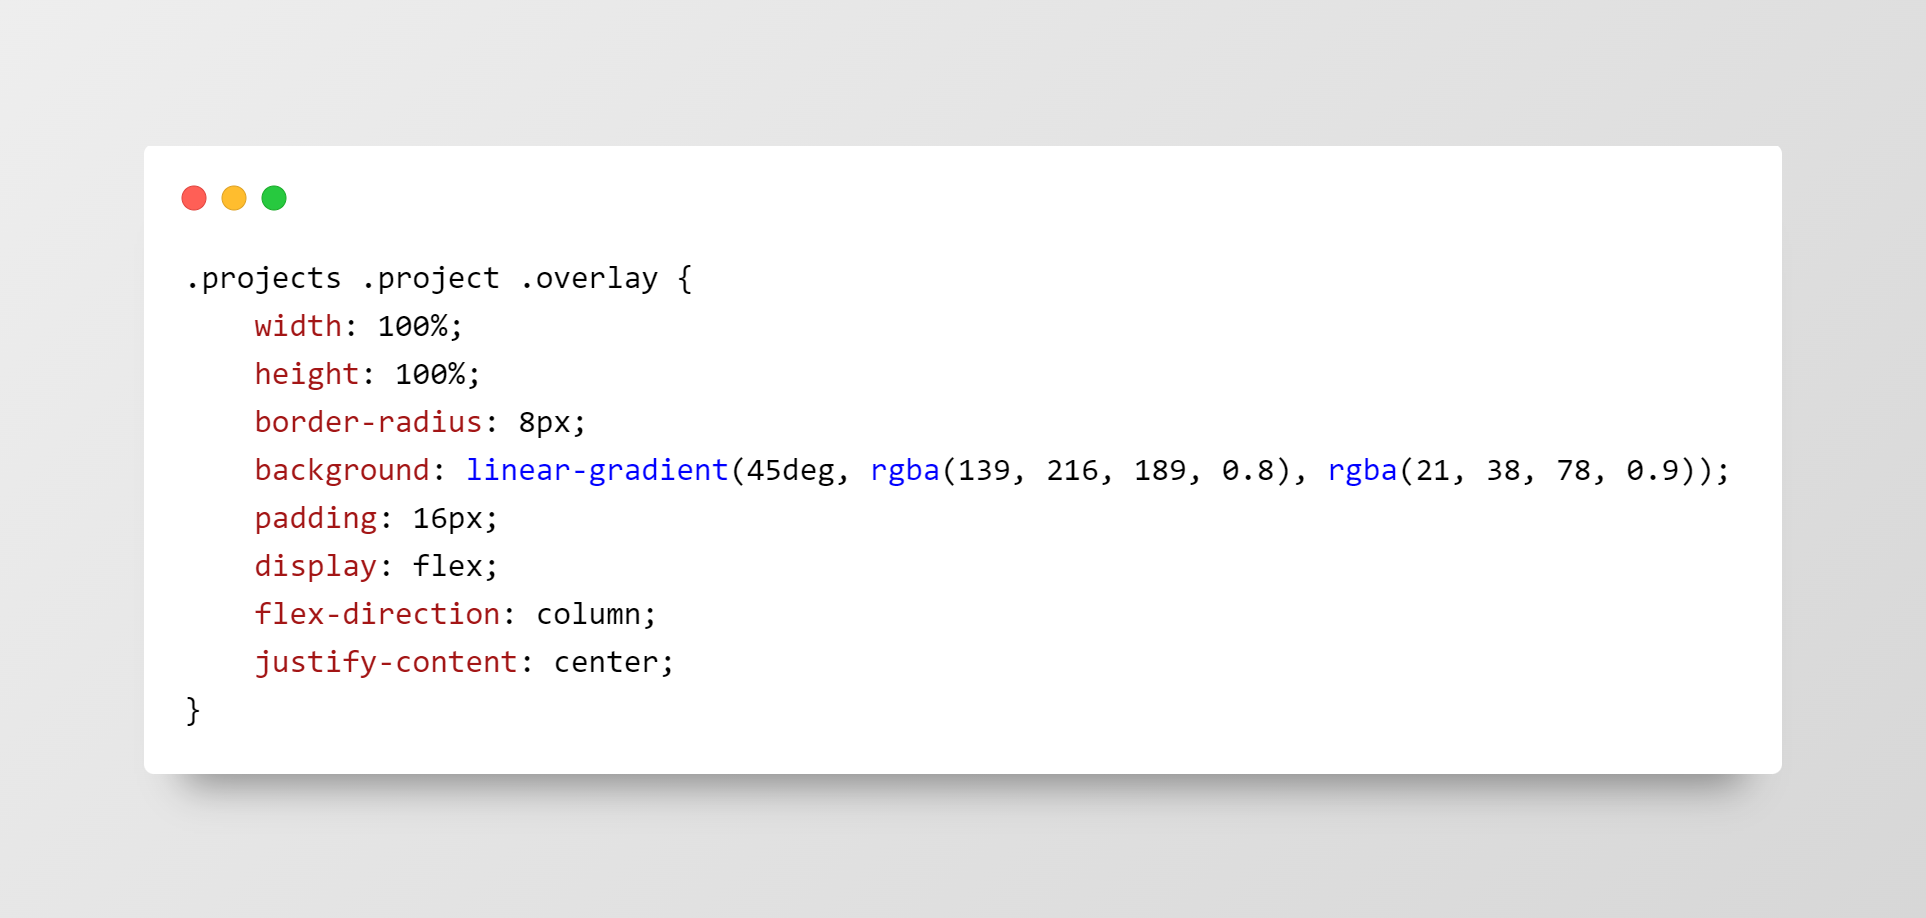 .projects .project .overlay {
    width: 100%;
    height: 100%;
    border-radius: 8px;
    background: linear-gradient(45deg, rgba(139, 216, 189, 0.8), rgba(21, 38, 78, 0.9));
    padding: 16px;
    display: flex;
    flex-direction: column;
    justify-content: center;
}